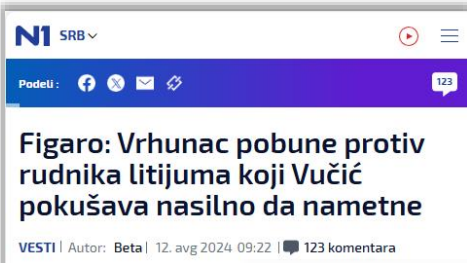 N1 SRB
Podeli :
123
Figaro: Vrhunac pobune protiv
rudnika litijuma koji Vučić
pokušava nasilno da nametne
VESTI | Autor: Beta | 12. avg 2024 09:22 | 123 komentara